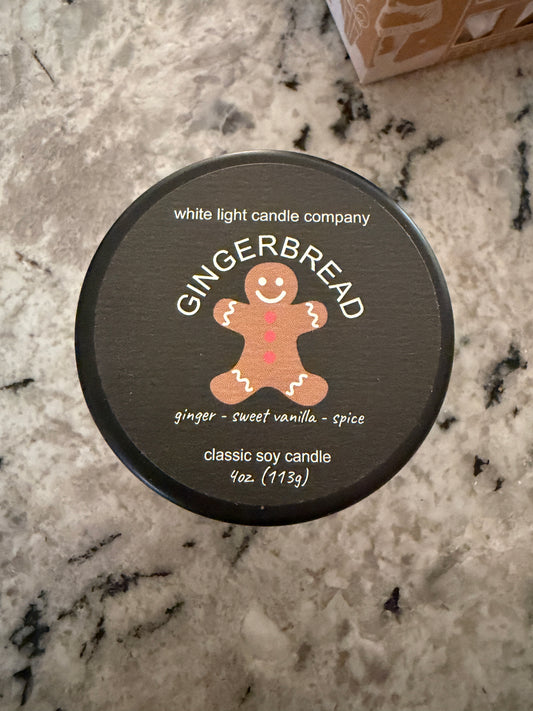 white light candle company
GINGERBREAD
ginger - sweet vanilla - spice
classic soy candle
4oz. (113g)